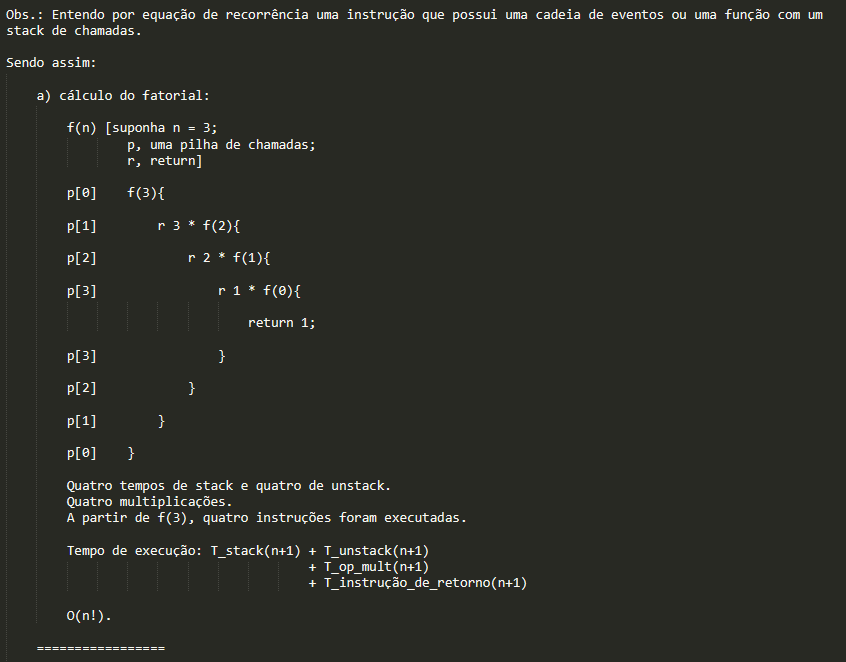 Obs.: Entendo por equação de recorrência uma instrução que possui uma cadeia de eventos ou uma função com um
stack de chamadas.
Sendo assim:
a) cálculo do fatorial:
f(n) [suponha n = 3;
p, uma pilha de chamadas;
r, return]
p[0] f(3){
p[1] r 3 * f(2){
p[2] r 2 * f(1){
p[3] r 1 * f(0){
return 1;
p[3] }
p[2] }
p[1] }
p[0] }
Quatro tempos de stack e quatro de unstack.
Quatro multiplicações.
A partir de f(3), quatro instruções foram executadas.
Tempo de execução: T_stack(n+1) + T_unstack(n+1)
+ T_op_mult(n+1)
+ T_instrução_de_retorno(n+1)
O(n!).
=================